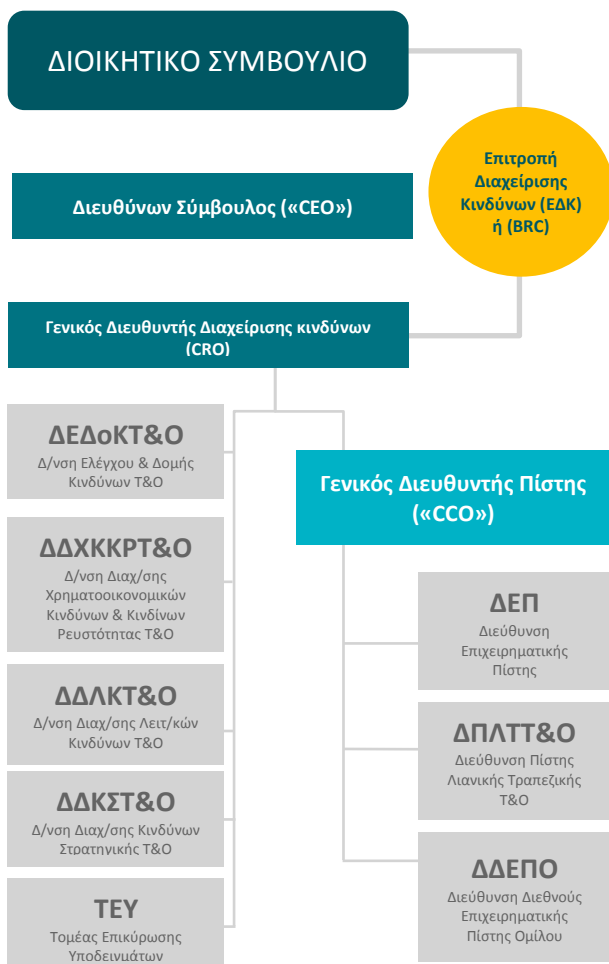 ΔΙΟΙΚΗΤΙΚΟ ΣΥΜΒΟΥΛΙΟ
Επιτροπή
Διαχείρισης
Κινδύνων (ΕΔΚ)
ή (BRC)
Διευθύνων Σύμβουλος («CEO»)
Γενικός Διευθυντής Διαχείρισης κινδύνων
(CRO)
ΔΕΔοΚΤ&Ο
Δ/νση Ελέγχου & Δομής
Κινδύνων Τ&Ο
ΔΔΧΚΚΡΤ&Ο
Δ/νση Διαχ/σης
Χρηματοοικονομικών
Κινδύνων & Κινδίνων
Ρευστότητας Τ&Ο
ΔΔΛΚΤ&Ο
Δ/νση Διαχ/σης Λειτ/κών
Κινδύνων Τ&Ο
ΔΔΚΣΤ&Ο
Δ/νση Διαχ/σης Κινδύνων
Στρατηγικής Τ&Ο
ΤΕΥ
Τομέας Επικύρωσης
Υποδειγμάτων
Γενικός Διευθυντής Πίστης
(«CCO»)
ΔΕΠ
Διεύθυνση
Επιχειρηματικής
Πίστης
ΔΠΛΤΤ&Ο
Διεύθυνση Πίστης
Λιανικής Τραπεζικής
Τ&Ο
ΔΔΕΠΟ
Διεύθυνση Διεθνούς
Επιχειρηματικής
Πίστης Ομίλου